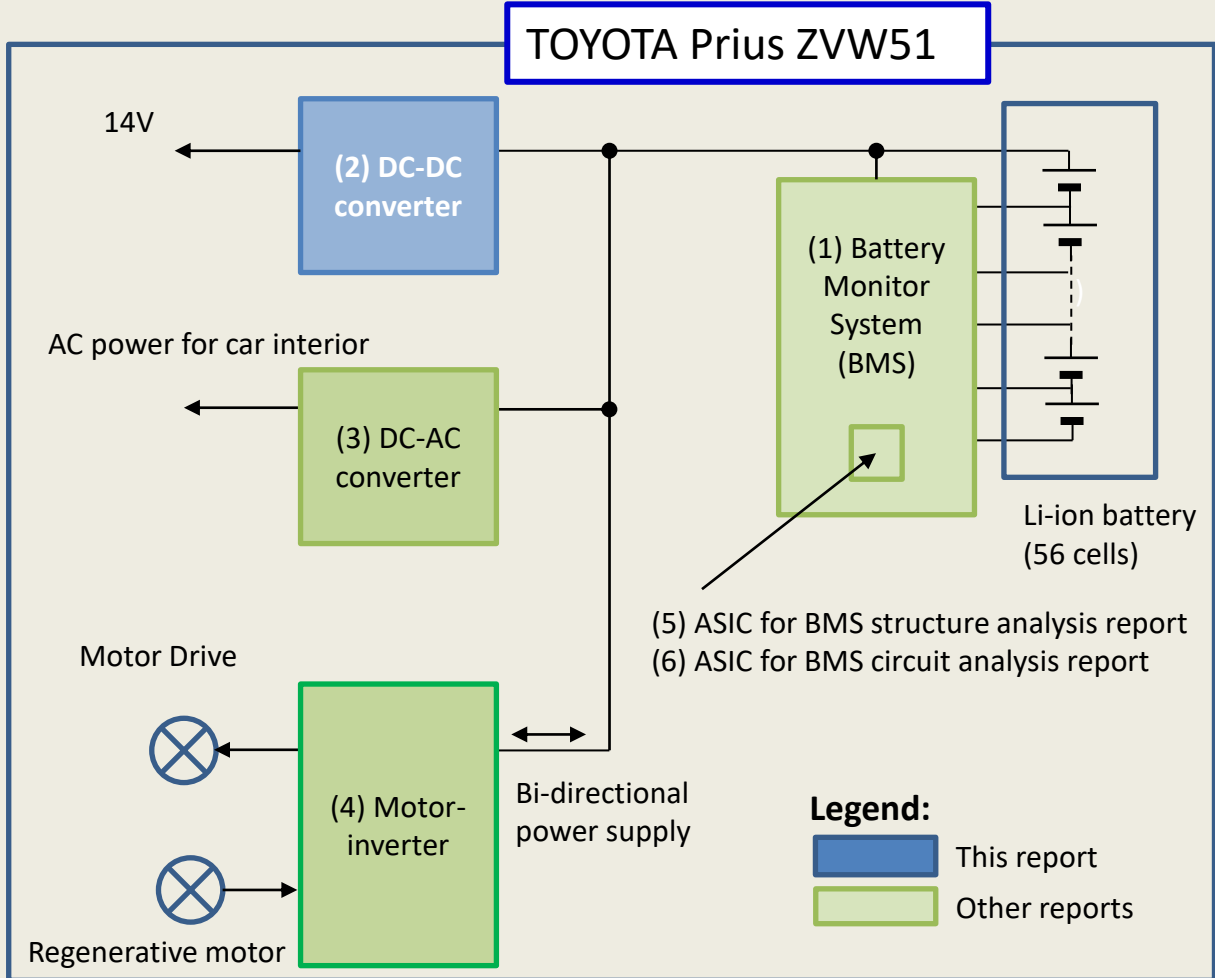 TOYOTA Prius ZVW51
14V
(2) DC-DC
converter
AC power for car interior
(3) DC-AC
converter
(1) Battery
Monitor
System
(BMS)
)
Li-ion battery
(56 cells)
(5) ASIC for BMS structure analysis report
(6) ASIC for BMS circuit analysis report
Motor Drive
(4) Motor-
inverter
Bi-directional
power supply
Regenerative motor
Legend:
This report
Other reports